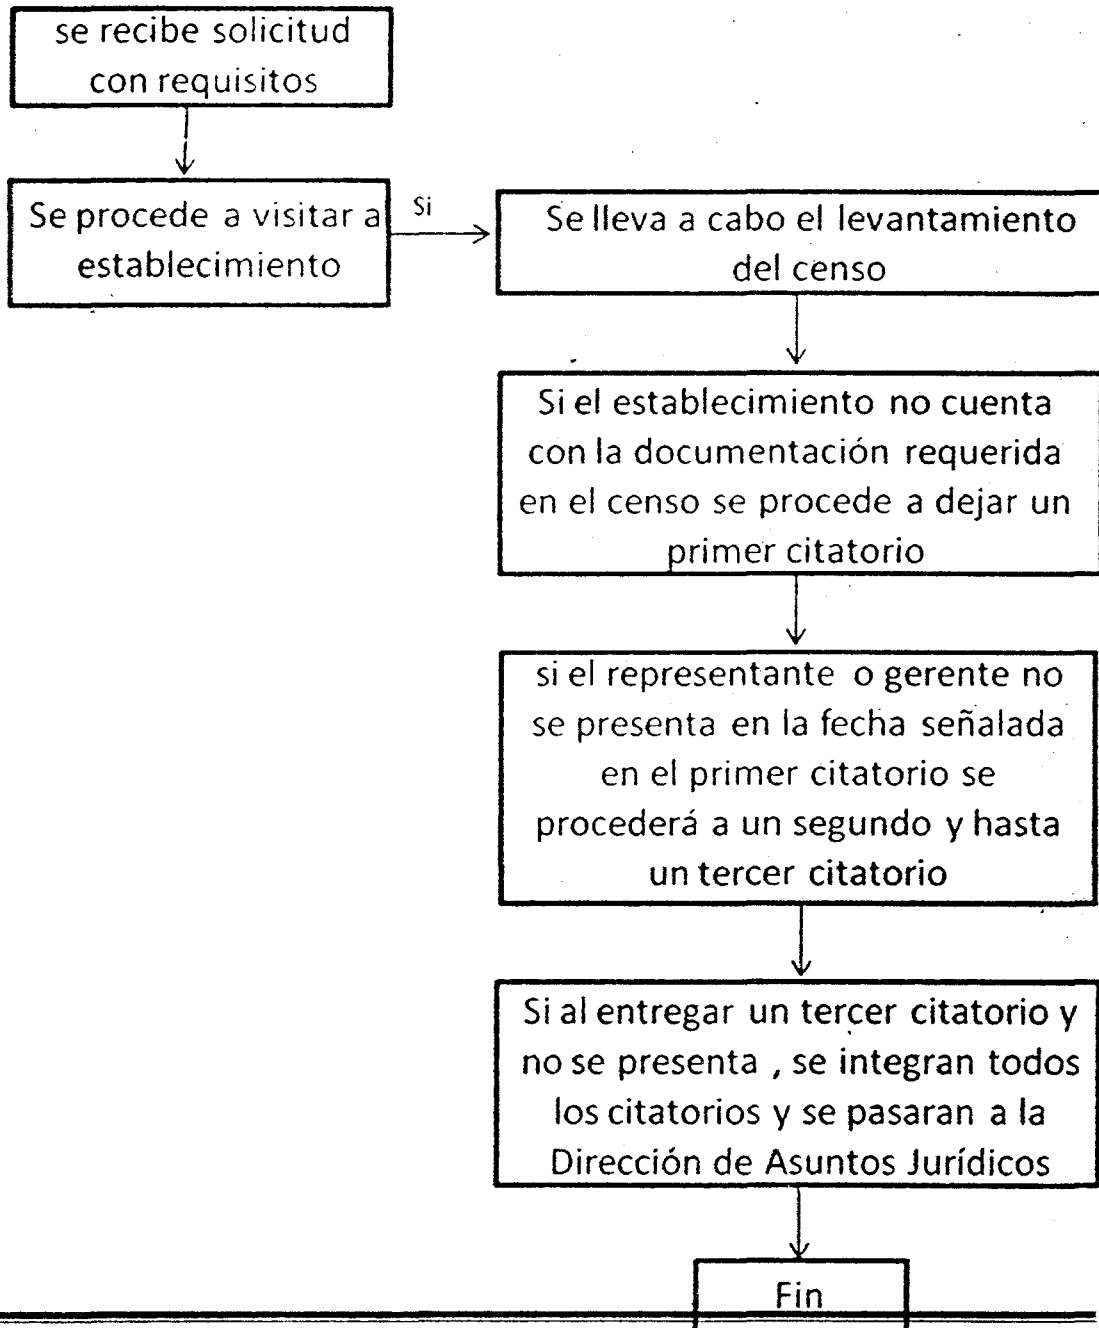 se recibe solicitud
con requisitos
Se procede a visitar a
establecimiento
Si
Se lleva a cabo el levantamiento
del censo
Si el establecimiento no cuenta
con la documentación requerida
en el censo se procede a dejar un
primer citatorio
si el representante o gerente no
se presenta en la fecha señalada
en el primer citatorio se
procederá a un segundo y hasta
un tercer citatorio
Si al entregar un tercer citatorio y
no se presenta , se integran todos
los citatorios y se pasaran a la
Dirección de Asuntos Jurídicos
Fin